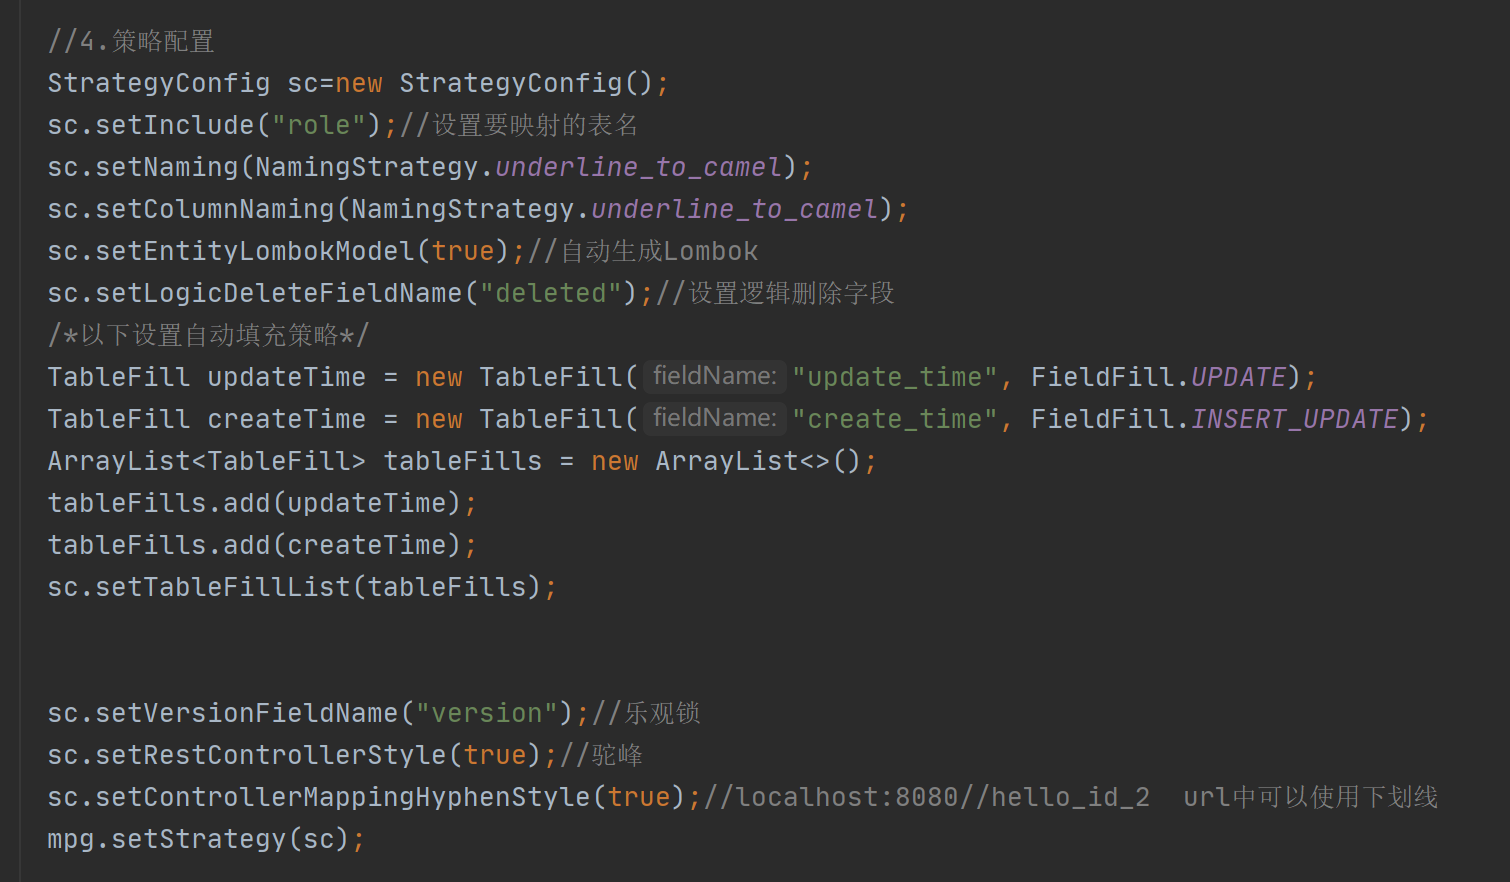 //4.策略配置
StrategyConfig sc=new StrategyConfig();
sc.setInclude("role");//设置要映射的表名
sc.setNaming(NamingStrategy.underline_to_camel);
sc.setColumnNaming(NamingStrategy.underline_to_camel);
sc.setEntityLombokModel(true);//自动生成Lombok
sc.setLogicDeleteFieldName("deleted");//设置逻辑删除字段
/*以下设置自动填充策略*/
TableFill updateTime = new TableFill( fieldName: "update_time", FieldFill.UPDATE);
TableFill createTime = new TableFill( fieldName: "create_time", FieldFill.INSERT_UPDATE);
ArrayList<TableFill> tableFills = new ArrayList<>();
tableFills.add(updateTime);
tableFills.add(createTime);
sc.setTableFillList(tableFills);
sc.setVersionFieldName("version");//乐观锁
sc.setRestControllerStyle(true);//驼峰
sc.setControllerMappingHyphenStyle(true);//localhost:8080//hello_id_2  url中可以使用下划线
mpg.setStrategy(sc);